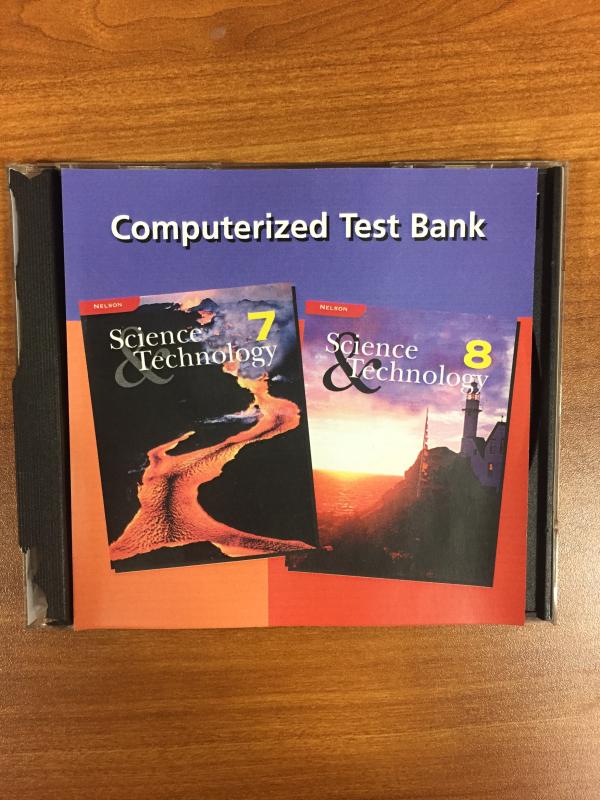 Computerized Test Bank
NELSON
Science 7
& Technology
NELSON
Science 8
& Technology